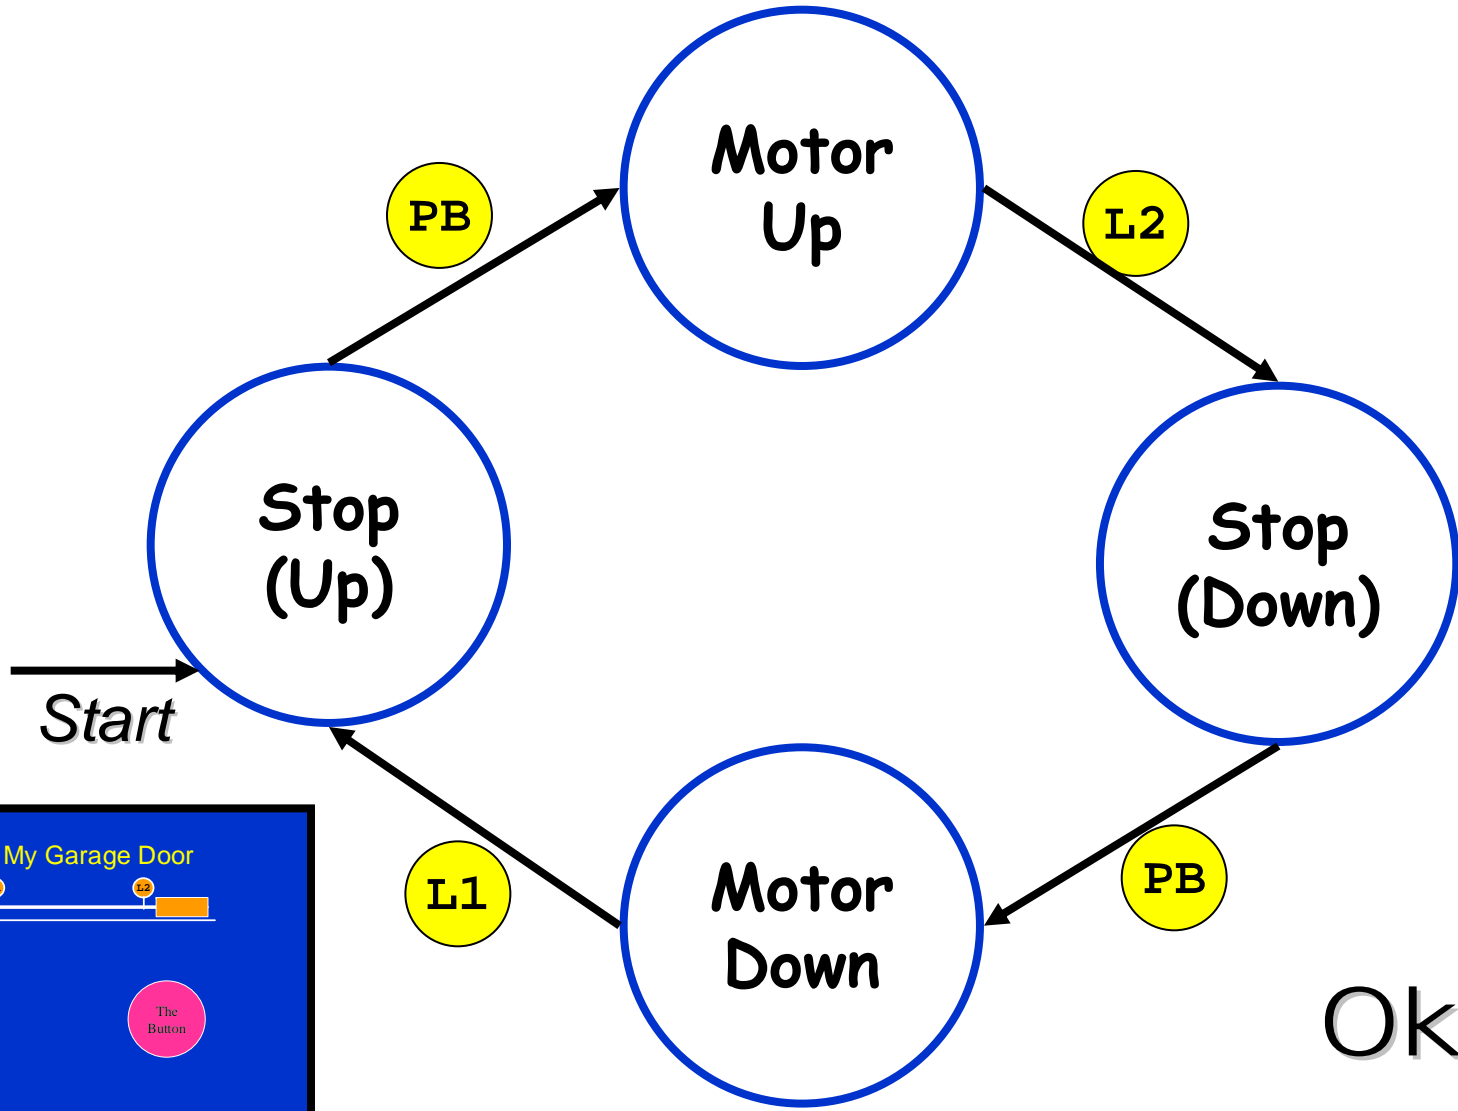 Motor
Up
PB
L2
Stop
(Up)
Stop
(Down)
Start
My Garage Door
L2
L1
Motor
Down
PB
The
Button
Ok